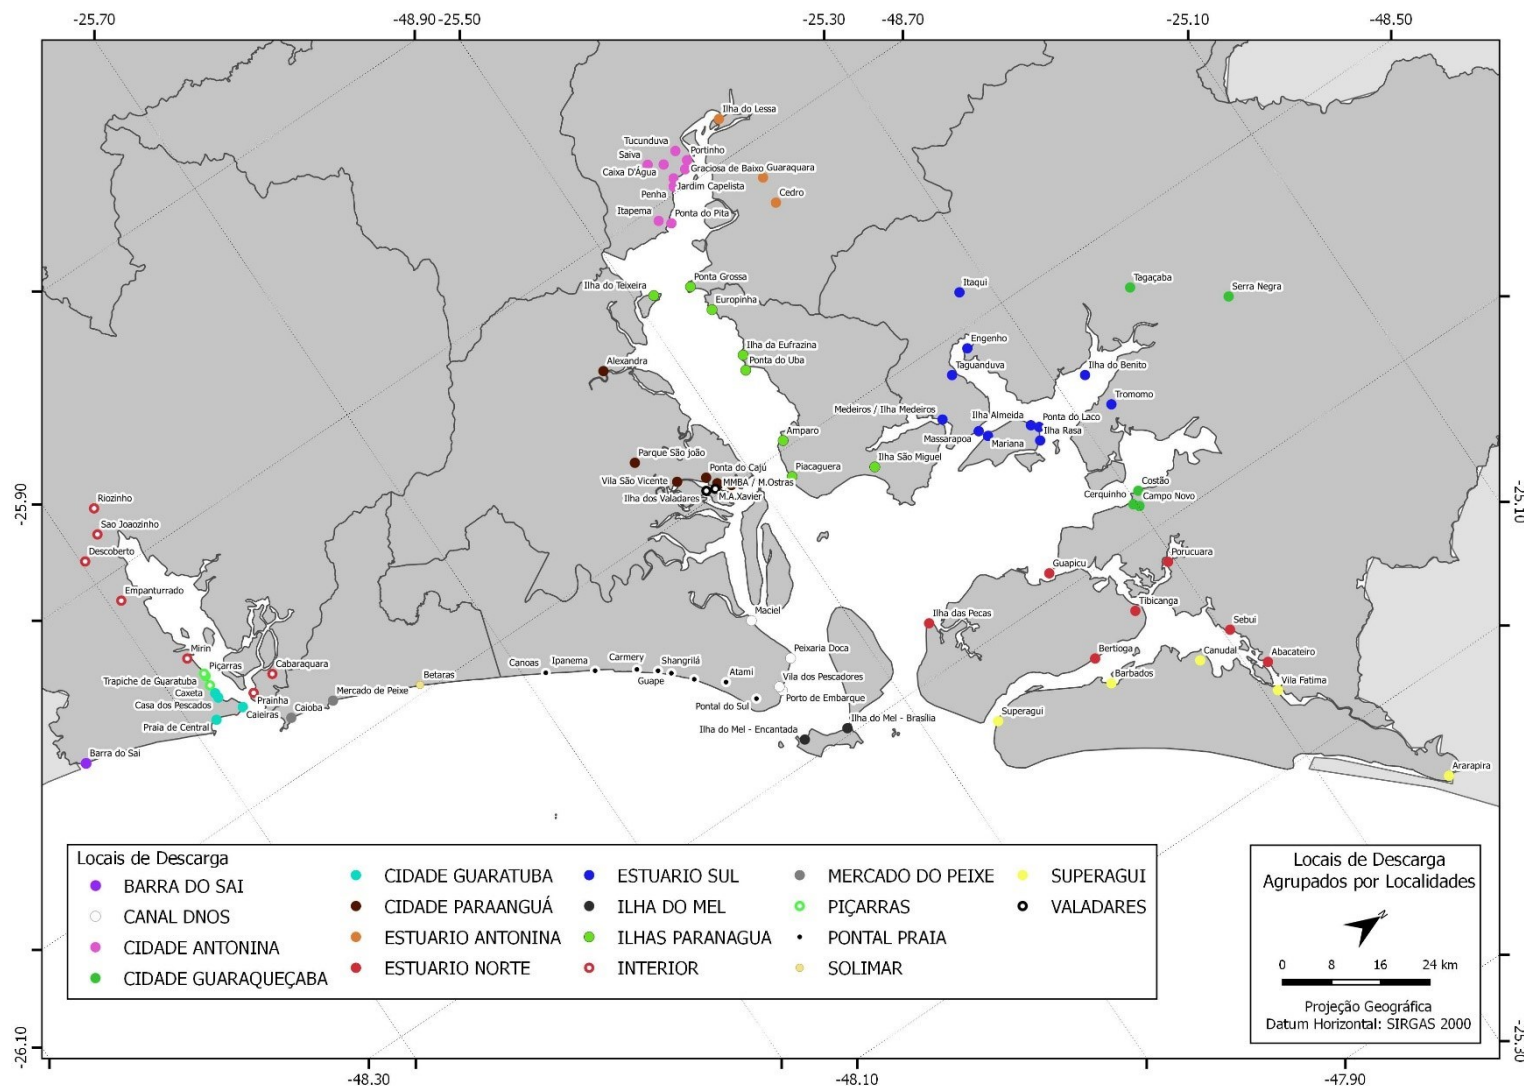 -25.70
-48.90
-25.50
-25.30
-48.70
-25.10
-48.50
Ilha do Lessa
Tucunduva
Portinho
Saiva
Graciosa de Baixo
Guaraquara
Caixa D'Água
Jardim Capelista
Penha
Cedro
Itapema
Ponta do Pita
Ponta Grossa
Ilha do Teixeira
Europinha
Itaqui
Tagaçaba
Serra Negra
Ilha da Eufrazina
Engenho
Alexandra
Ponta do Uba
Taguanduva
Ilha do Benito
Tromomo
Medeiros / Ilha Medeiros
Ilha Almeida
Ponta do Laco
Amparo
Massarapoa
Mariana
Ilha Rasa
Parque São joão
Ilha São Miguel
Ponta do Cajú
Piacaguera
Vila São Vicente
MMBA / M.Ostras
Costão
Ilha dos Valadares
M.A.Xavier
Cerquinho
Campo Novo
-25.90
-25.10
Riozinho
Sao Joaozinho
Descoberto
Porucuara
Guapicu
Empanturrado
Maciel
Ilha das Pecas
Tibicanga
Sebui
Mirin
Cabaraquara
Peixaria Doca
Bertioga
Canudal
Abacateiro
Piçarras
Canoas
Ipanema
Carmery
Shangrilá
Trapiche de Guaratuba
Betaras
Guape
Atami
Vila dos Pescadores
Barbados
Vila Fatima
Caxeta
Prainha
Mercado de Peixe
Porto de Embarque
Casa dos Pescados
Caioba
Pontal do Sul
Caieiras
Praia de Central
Ilha do Mel - Brasília
Ilha do Mel - Encantada
Superagui
Barra do Sai
Ararapira
Locais de Descarga
BARRA DO SAI
CANAL DNOS
CIDADE ANTONINA
CIDADE GUARAQUEÇABA
CIDADE GUARATUBA
CIDADE PARAANGUÁ
ESTUARIO ANTONINA
ESTUARIO NORTE
ESTUARIO SUL
ILHA DO MEL
ILHAS PARANAGUA
INTERIOR
MERCADO DO PEIXE
PIÇARRAS
PONTAL PRAIA
SOLIMAR
SUPERAGUI
VALADARES
Locais de Descarga
Agrupados por Localidades
N
0 8 16 24 km
Projeção Geográfica
Datum Horizontal: SIRGAS 2000
-26.10
-25.30
-48.30
-48.10
-47.90